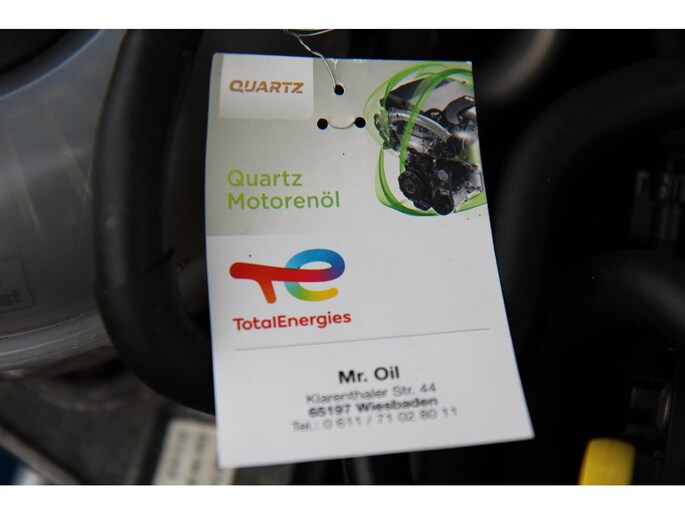 QUARTZ
Quartz
Motorenöl
TotalEnergies
Mr. Oil
Klarenthaler Str. 44
65197 Wiesbaden
Tel.: 0 611 / 71 02 80 11